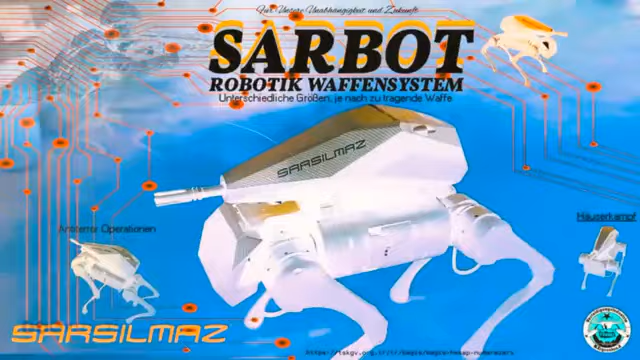 Für Unsere Unabhängigkeit und Zukunft
SARBOT
ROBOTIK WAFFENSYSTEM
Unterschiedliche Größen, je nach zu tragende Waffe
SARSILMAZ
Antiterror Operationen
Häuserkampf
SARSILMAZ